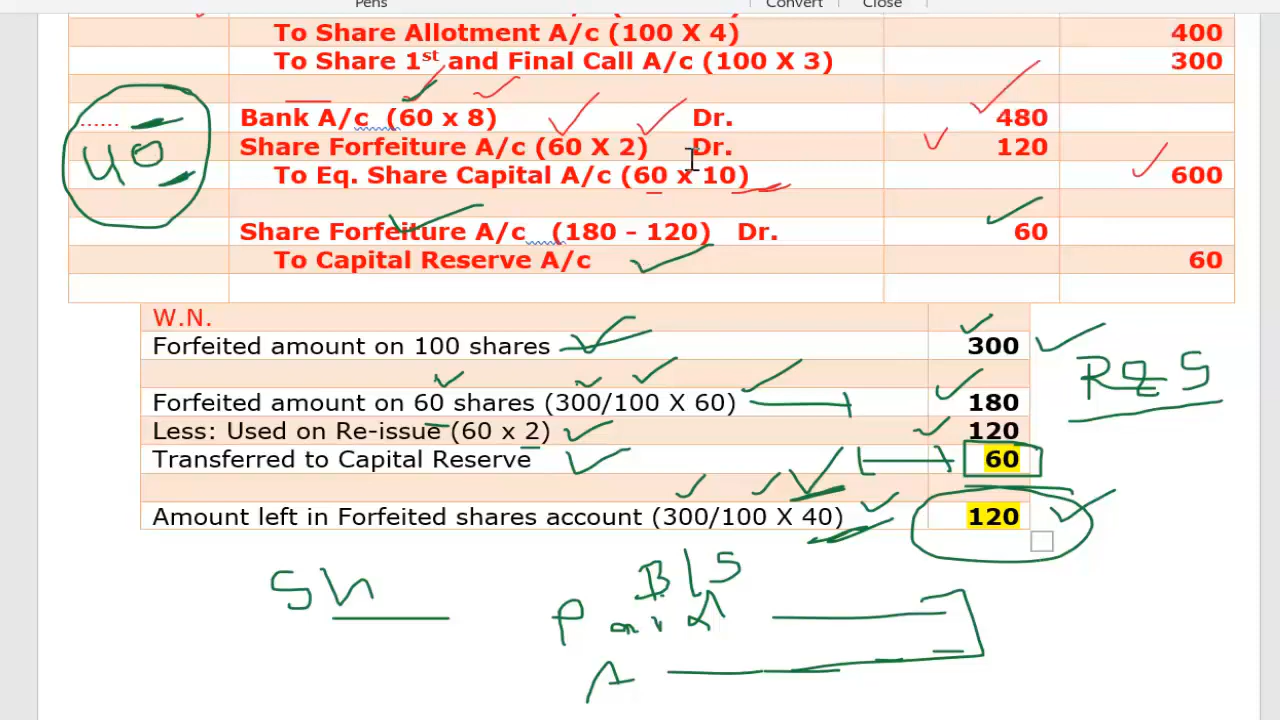 Pens Convert Close
To Share Allotment A/c (100 X 4) 400
To Share 1st and Final Call A/c (100 X 3) 300
...... Bank A/c (60 x 8) Dr. 480
40
Share Forfeiture A/c (60 X 2) Dr. 120
To Eq. Share Capital A/c (60 x 10) 600
Share Forfeiture A/c (180 - 120) Dr. 60
To Capital Reserve A/c 60
W.N.
Forfeited amount on 100 shares 300
Forfeited amount on 60 shares (300/100 X 60) 180
Less: Used on Re-issue (60 x 2) 120
Transferred to Capital Reserve 60
Amount left in Forfeited shares account (300/100 X 40) 120
R & S
B/S
Sh
A